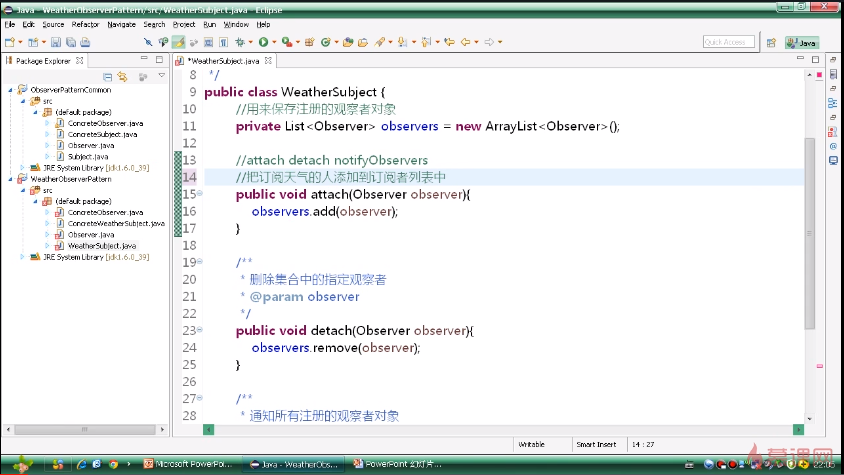 Java - WeatherObserverPattern/src/WeatherSubject.java - Eclipse
File Edit Source Refactor Navigate Search Project Run Window Help
Quick Access
Java
Package Explorer
*WeatherSubject.java
ObserverPatternCommon
src
(default package)
ConcreteObserver.java
ConcreteSubject.java
Observer.java
Subject.java
JRE System Library [jdk1.6.0_39]
WeatherObserverPattern
src
(default package)
ConcreteObserver.java
ConcreteWeatherSubject.java
Observer.java
WeatherSubject.java
JRE System Library [jdk1.6.0_39]
8 */
9 public class WeatherSubject {
10 //用来保存注册的观察者对象
11 private List<Observer> observers = new ArrayList<Observer>();
12
13 //attach detach notifyObservers
14 //把订阅天气的人添加到订阅者列表中
15 public void attach(Observer observer){
16 observers.add(observer);
17 }
18
19 /**
20 * 删除集合中的指定观察者
21 * @param observer
22 */
23 public void detach(Observer observer){
24 observers.remove(observer);
25 }
26
27 /**
28 * 通知所有注册的观察者对象
Writable Smart Insert 14 : 27
Microsoft PowerPoi...
Java - WeatherObs...
PowerPoint 幻灯片...
慕课网
22:05